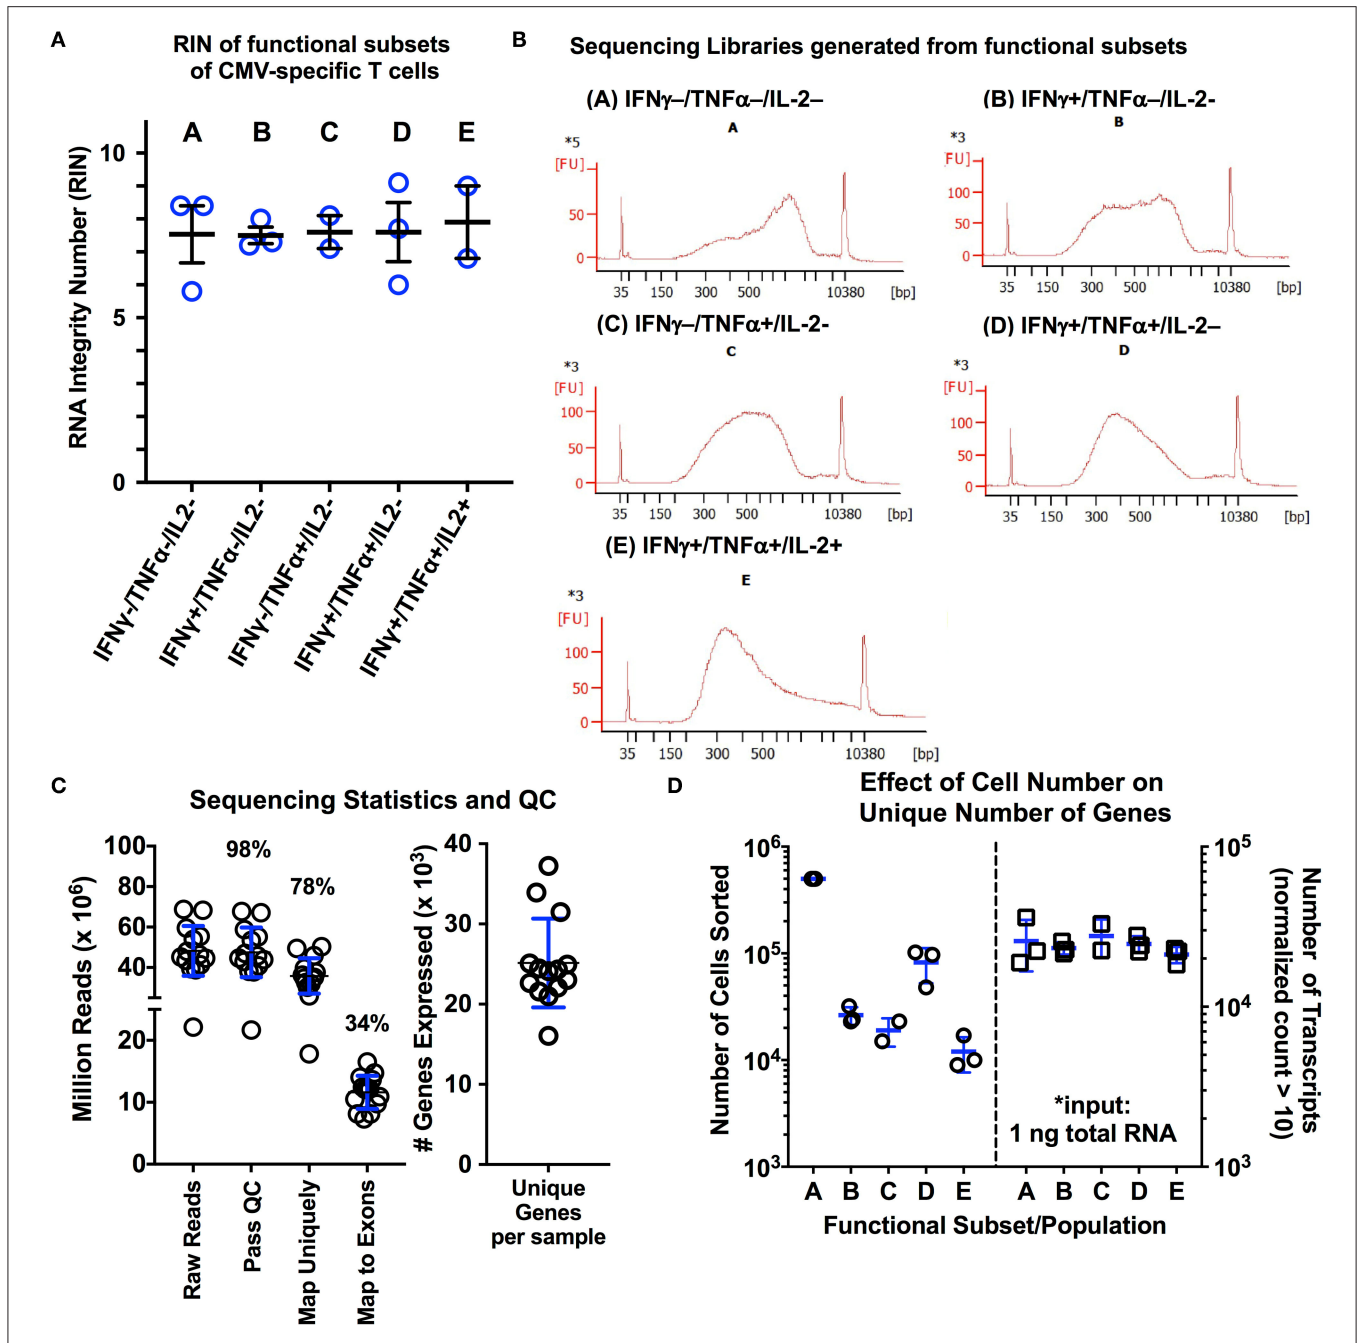 A
RIN of functional subsets
of CMV-specific T cells
RNA Integrity Number (RIN)
10
5
0
A B C D E
IFNγ-/TNFα-/IL2-
IFNγ+/TNFα-/IL2-
IFNγ-/TNFα+/IL2-
IFNγ+/TNFα+/IL2-
IFNγ+/TNFα+/IL2+
B
Sequencing Libraries generated from functional subsets
(A) IFNγ–/TNFα–/IL-2–
A
*5
[FU]
50
0
35 150 300 500 10380 [bp]
(B) IFNγ+/TNFα–/IL-2-
B
*3
[FU]
100
50
0
35 150 300 500 10380 [bp]
(C) IFNγ–/TNFα+/IL-2-
C
*3
[FU]
100
50
0
35 150 300 500 10380 [bp]
(D) IFNγ+/TNFα+/IL-2–
D
*3
[FU]
100
50
0
35 150 300 500 10380 [bp]
(E) IFNγ+/TNFα+/IL-2+
E
*3
[FU]
100
50
0
35 150 300 500 10380 [bp]
C
Sequencing Statistics and QC
Million Reads (x 10⁶)
100
80
60
40
20
10
0
98%
78%
34%
Raw Reads
Pass QC
Map Uniquely
Map to Exons
# Genes Expressed (x 10³)
40
30
20
10
0
Unique
Genes
per sample
D
Effect of Cell Number on
Unique Number of Genes
Number of Cells Sorted
10⁶
10⁵
10⁴
10³
*input:
1 ng total RNA
10⁵
10⁴
10³
Number of Transcripts
(normalized count > 10)
A B C D E A B C D E
Functional Subset/Population